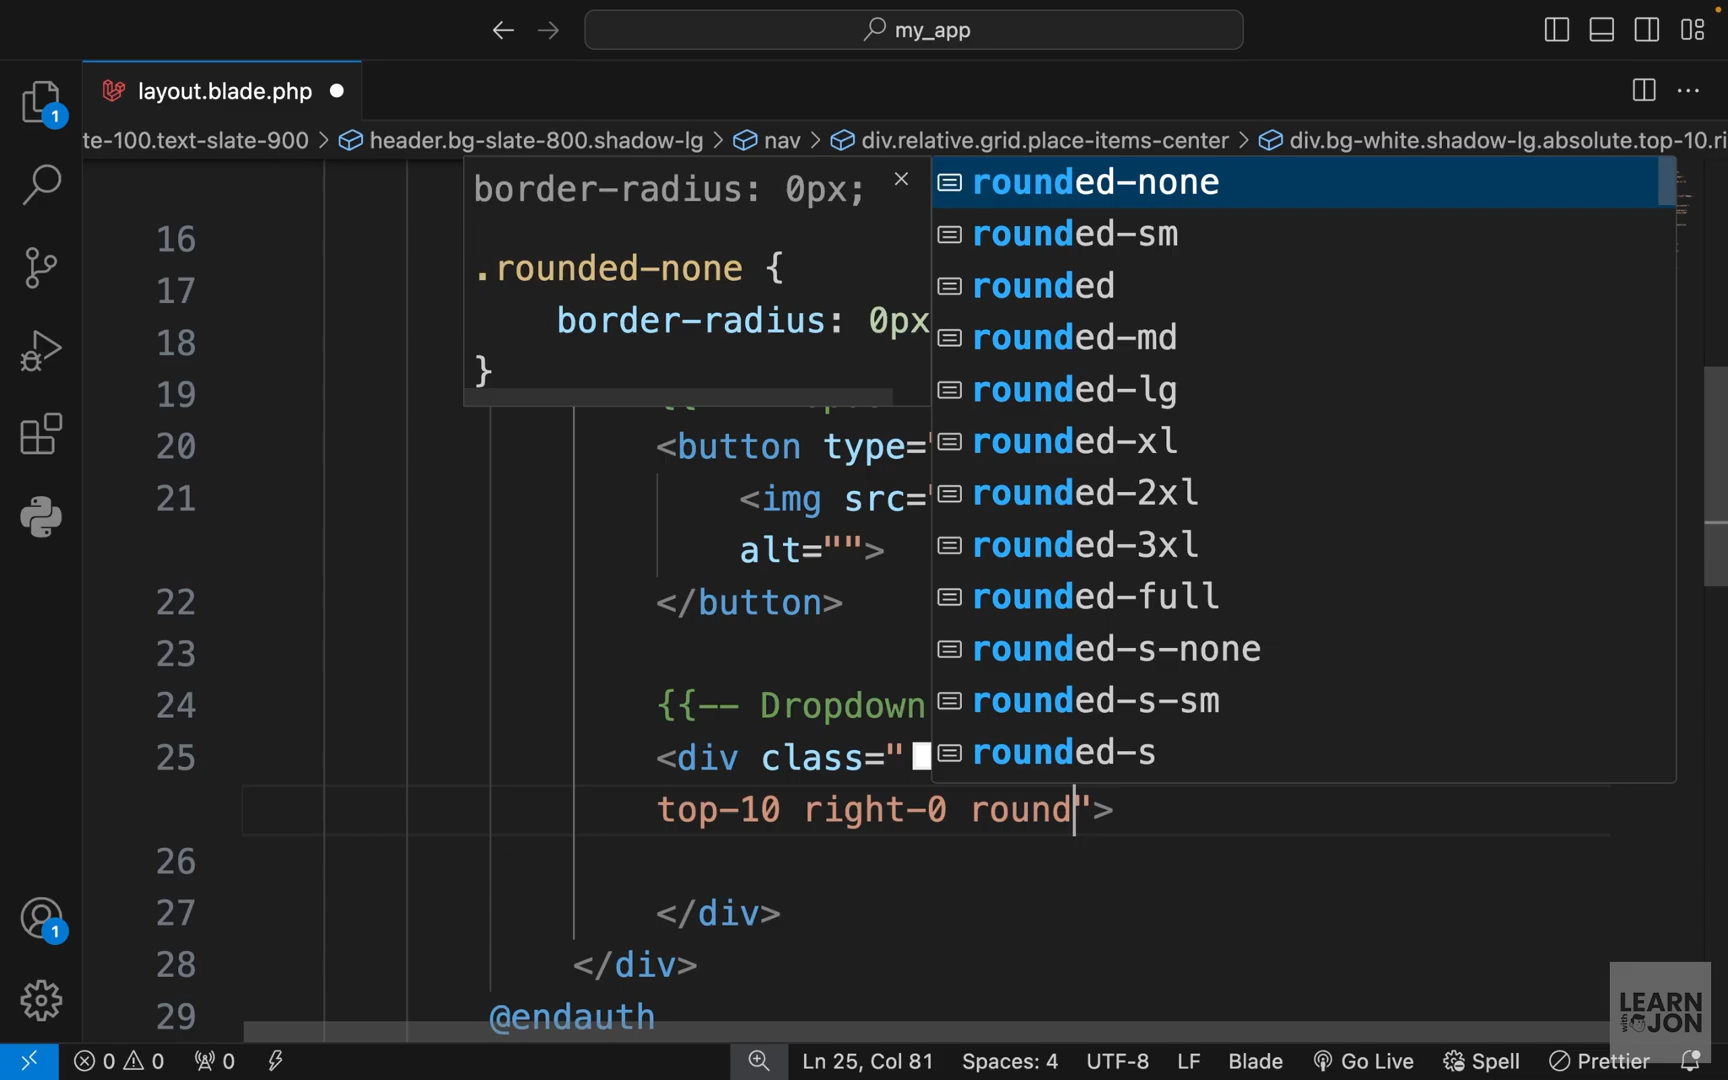 my_app
layout.blade.php
1
te-100.text-slate-900 > header.bg-slate-800.shadow-lg > nav > div.relative.grid.place-items-center > div.bg-white.shadow-lg.absolute.top-10.ri
border-radius: 0px;
.rounded-none {
border-radius: 0px
}
rounded-none
rounded-sm
rounded
rounded-md
rounded-lg
rounded-xl
rounded-2xl
rounded-3xl
rounded-full
rounded-s-none
rounded-s-sm
rounded-s
16
17
18
19
20 <button type="
21 <img src="
alt="">
22 </button>
23
24 {{-- Dropdown
25 <div class="
top-10 right-0 round">
26
27 </div>
28 </div>
29 @endauth
1
LEARN
with JON
0 0 0 Ln 25, Col 81 Spaces: 4 UTF-8 LF Blade Go Live Spell Prettier